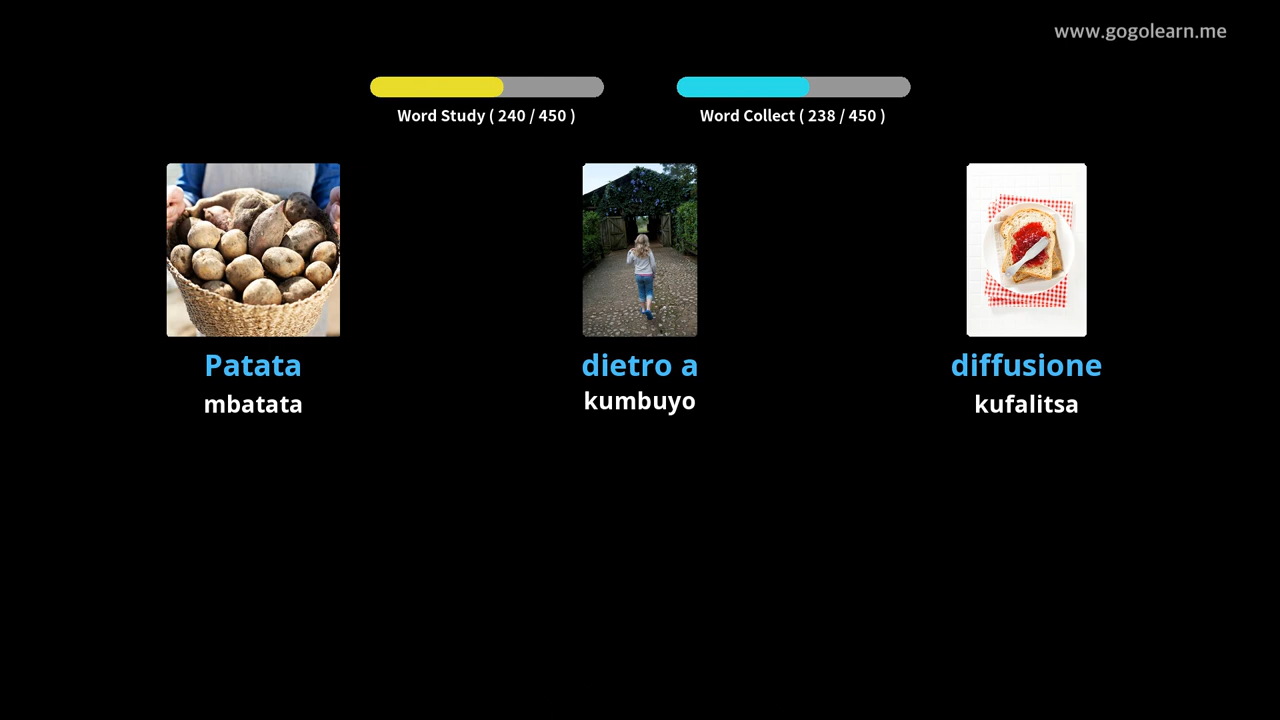 www.gogolearn.me
Word Study ( 240 / 450 )
Word Collect ( 238 / 450 )
Patata
mbatata
dietro a
kumbuyo
diffusione
kufalitsa